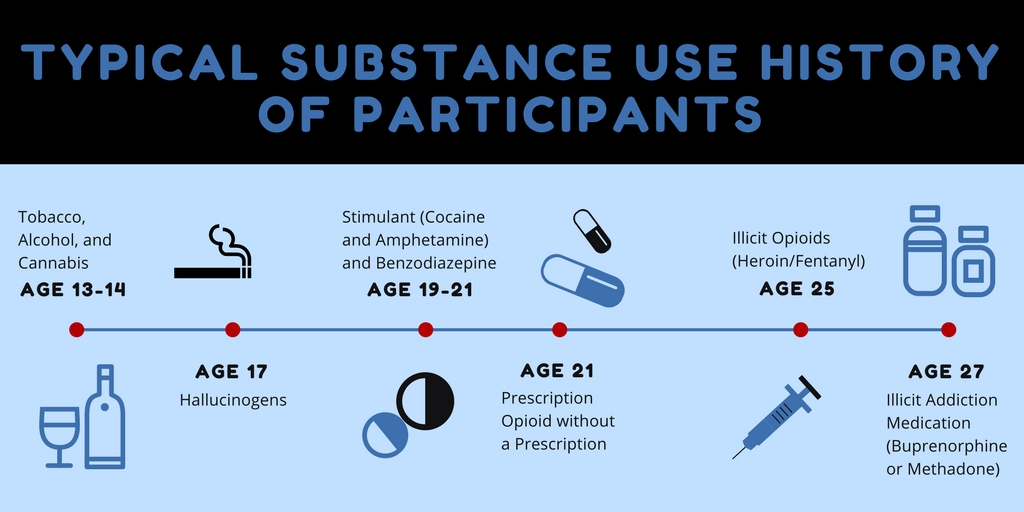 TYPICAL SUBSTANCE USE HISTORY
OF PARTICIPANTS
Tobacco,
Alcohol, and
Cannabis
AGE 13-14
AGE 17
Hallucinogens
Stimulant (Cocaine
and Amphetamine)
and Benzodiazepine
AGE 19-21
AGE 21
Prescription
Opioid without
a Prescription
Illicit Opioids
(Heroin/Fentanyl)
AGE 25
AGE 27
Illicit Addiction
Medication
(Buprenorphine
or Methadone)